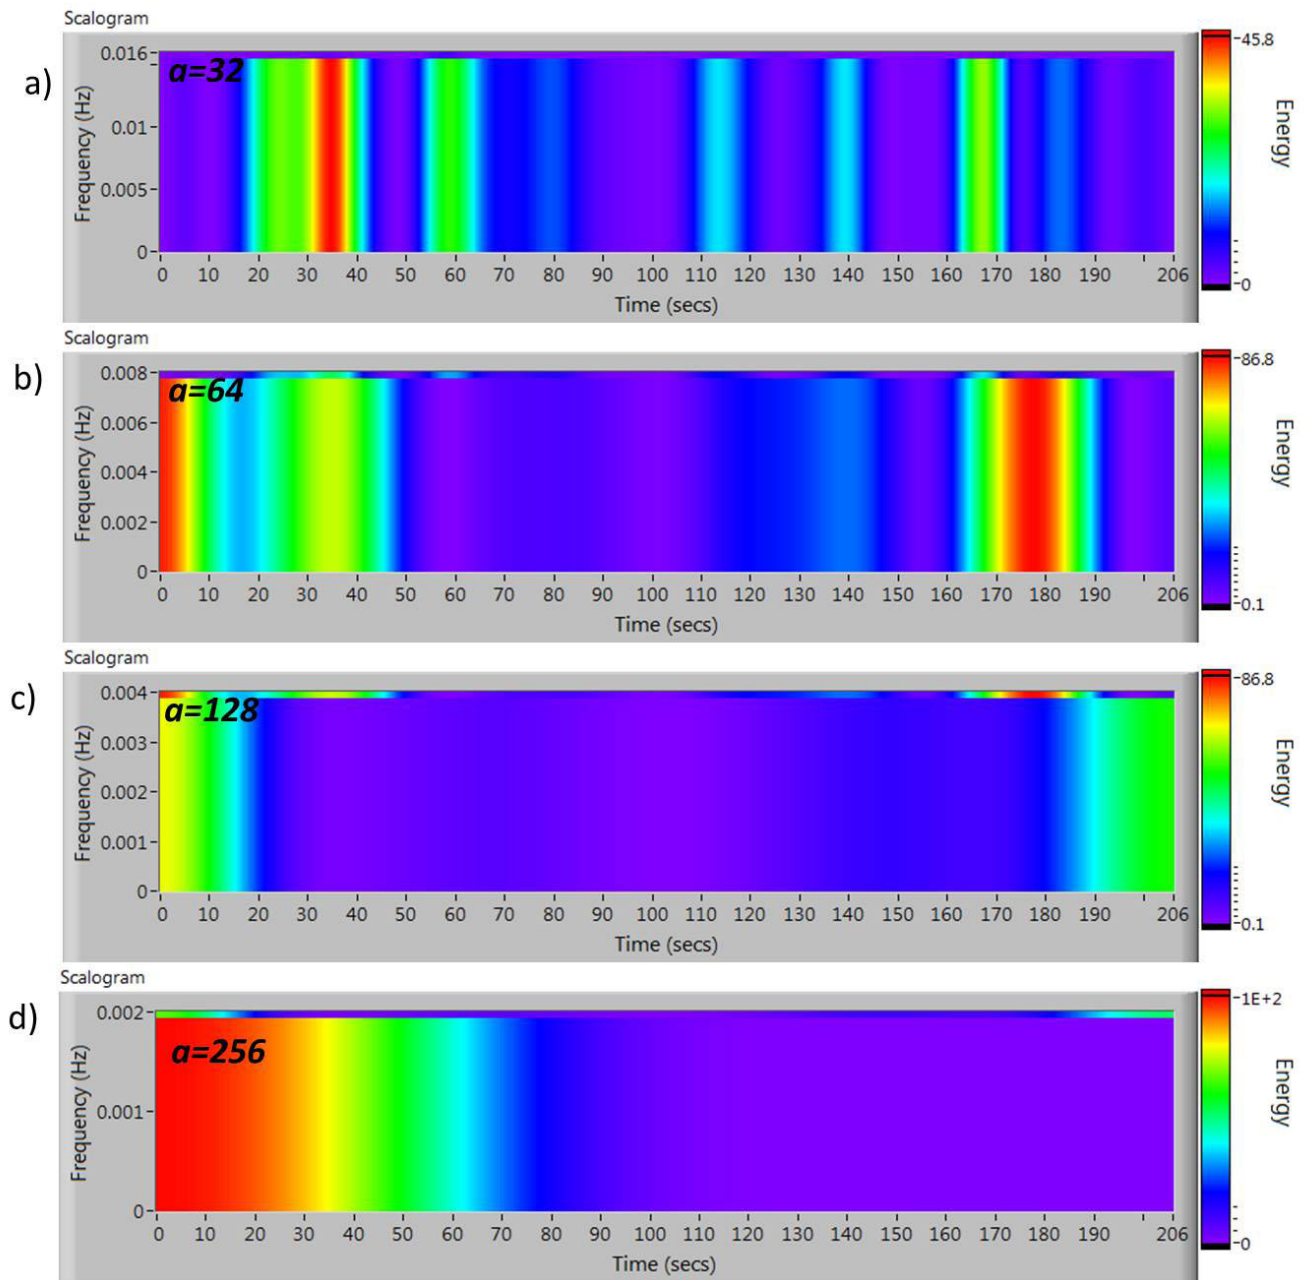 Scalogram
a)
0.016
0.01
0.005
0
Frequency (Hz)
a=32
0 10 20 30 40 50 60 70 80 90 100 110 120 130 140 150 160 170 180 190 206
Time (secs)
45.8
0
Energy
Scalogram
b)
0.008
0.006
0.004
0.002
0
Frequency (Hz)
a=64
0 10 20 30 40 50 60 70 80 90 100 110 120 130 140 150 160 170 180 190 206
Time (secs)
86.8
0.1
Energy
Scalogram
c)
0.004
0.003
0.002
0.001
0
Frequency (Hz)
a=128
0 10 20 30 40 50 60 70 80 90 100 110 120 130 140 150 160 170 180 190 206
Time (secs)
86.8
0.1
Energy
Scalogram
d)
0.002
0.001
0
Frequency (Hz)
a=256
0 10 20 30 40 50 60 70 80 90 100 110 120 130 140 150 160 170 180 190 206
Time (secs)
1E+2
0
Energy